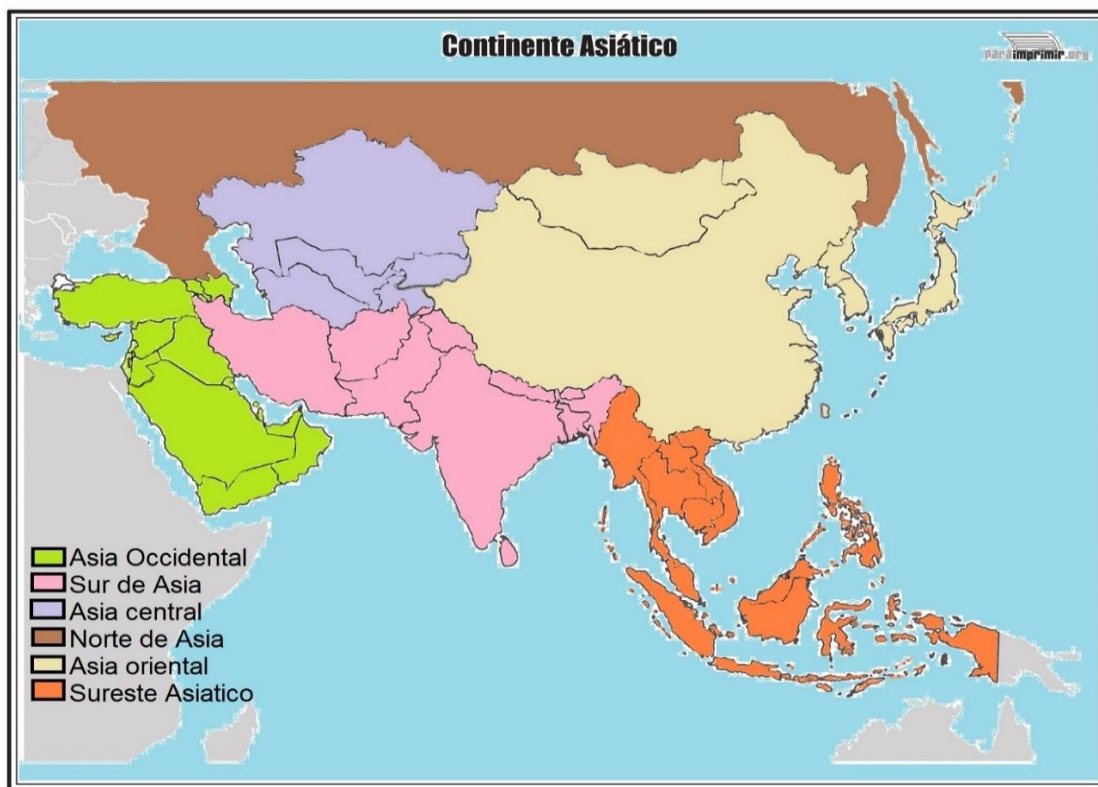 Continente Asiático
paraimprimir.org
Asia Occidental
Sur de Asia
Asia central
Norte de Asia
Asia oriental
Sureste Asiatico